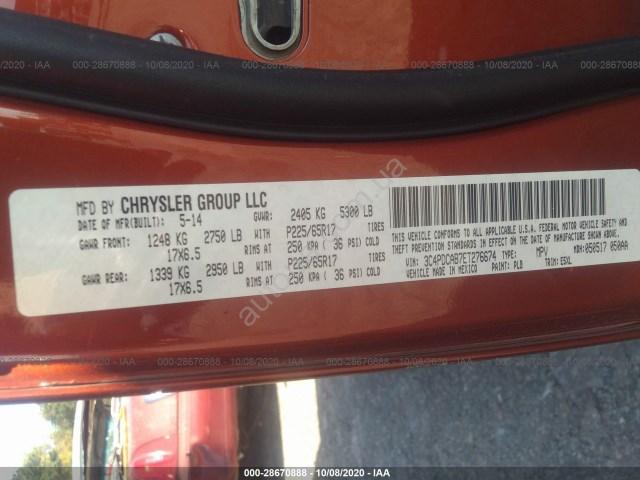 000-28670888 - 10/08/2020 - IAA
MFD BY CHRYSLER GROUP LLC
DATE OF MFR(BUILT): 5-14 GVWR: 2405 KG 5300 LB
GAWR FRONT: 1248 KG 2750 LB WITH P225/65R17 TIRES
17X6.5 RIMS AT 250 KPA ( 36 PSI) COLD
GAWR REAR: 1339 KG 2950 LB WITH P225/65R17 TIRES
17X6.5 RIMS AT 250 KPA ( 36 PSI) COLD
THIS VEHICLE CONFORMS TO ALL APPLICABLE U.S.A. FEDERAL MOTOR VEHICLE SAFETY AND
THEFT PREVENTION STANDARDS IN EFFECT ON THE DATE OF MANUFACTURE SHOWN ABOVE.
VIN: 3C4PDCAB7ET276674 TYPE: MPV MDH: 050517 050AA
MADE IN MEXICO PAINT: PLB TRIM: E5XL
000-28670888 - 10/08/2020 - IAA